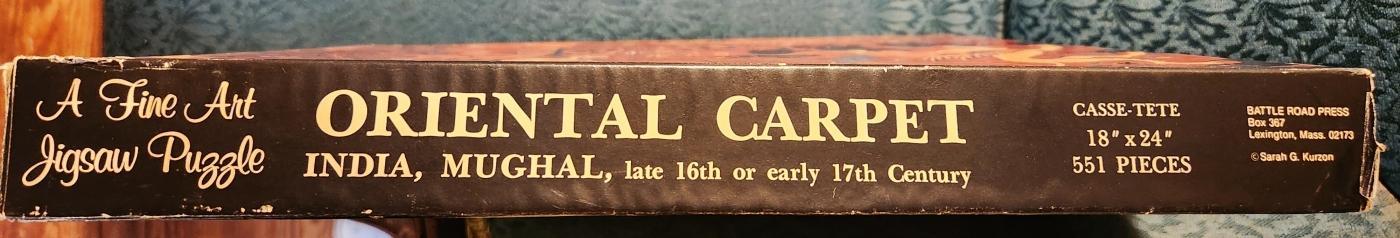 A Fine Art
Jigsaw Puzzle
ORIENTAL CARPET
INDIA, MUGHAL, late 16th or early 17th Century
CASSE-TETE
18" x 24"
551 PIECES
BATTLE ROAD PRESS
Box 367
Lexington, Mass. 02173
© Sarah G. Kurzon